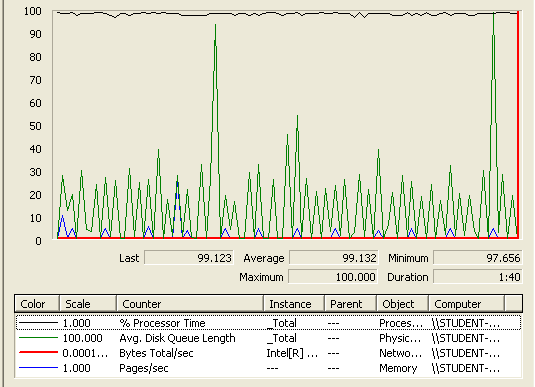 100
90
80
70
60
50
40
30
20
10
0
Last 99.123 Average 99.132 Minimum 97.656
Maximum 100.000 Duration 1:40
Color Scale Counter Instance Parent Object Computer
1.000 % Processor Time _Total --- Proces... \\STUDENT-...
100.000 Avg. Disk Queue Length _Total --- Physic... \\STUDENT-...
0.0001... Bytes Total/sec Intel[R] ... --- Netwo... \\STUDENT-...
1.000 Pages/sec --- --- Memory \\STUDENT-...